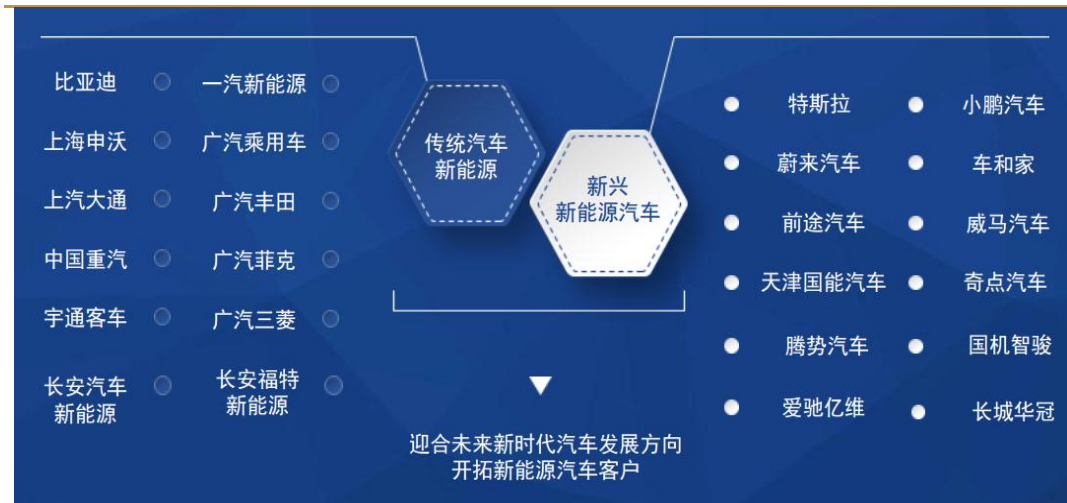 比亚迪
一汽新能源
上海申沃
广汽乘用车
上汽大通
广汽丰田
中国重汽
广汽菲克
宇通客车
广汽三菱
长安汽车
新能源
长安福特
新能源
传统汽车
新能源
新兴
新能源汽车
特斯拉
小鹏汽车
蔚来汽车
车和家
前途汽车
威马汽车
天津国能汽车
奇点汽车
腾势汽车
国机智骏
爱驰亿维
长城华冠
迎合未来新时代汽车发展方向
开拓新能源汽车客户